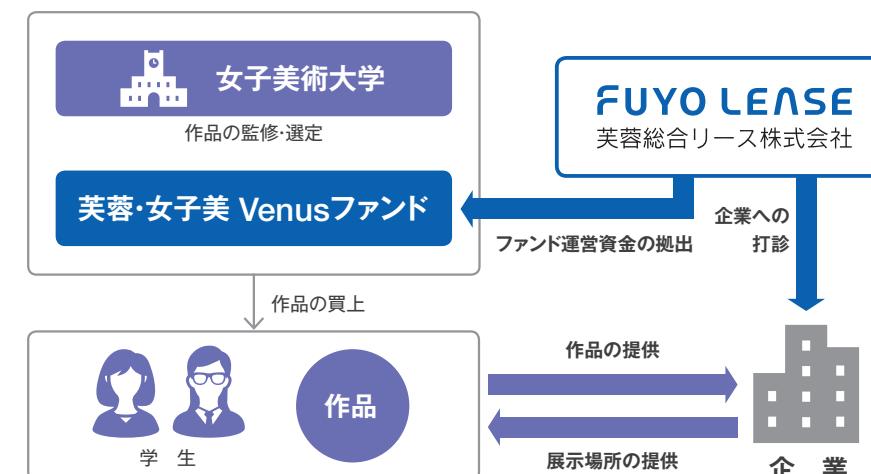 女子美術大学
作品の監修・選定
芙蓉・女子美 Venusファンド
FUYO LEASE
芙蓉総合リース株式会社
ファンド運営資金の拠出
企業への
打診
作品の買上
学 生
作品
作品の提供
展示場所の提供
企 業